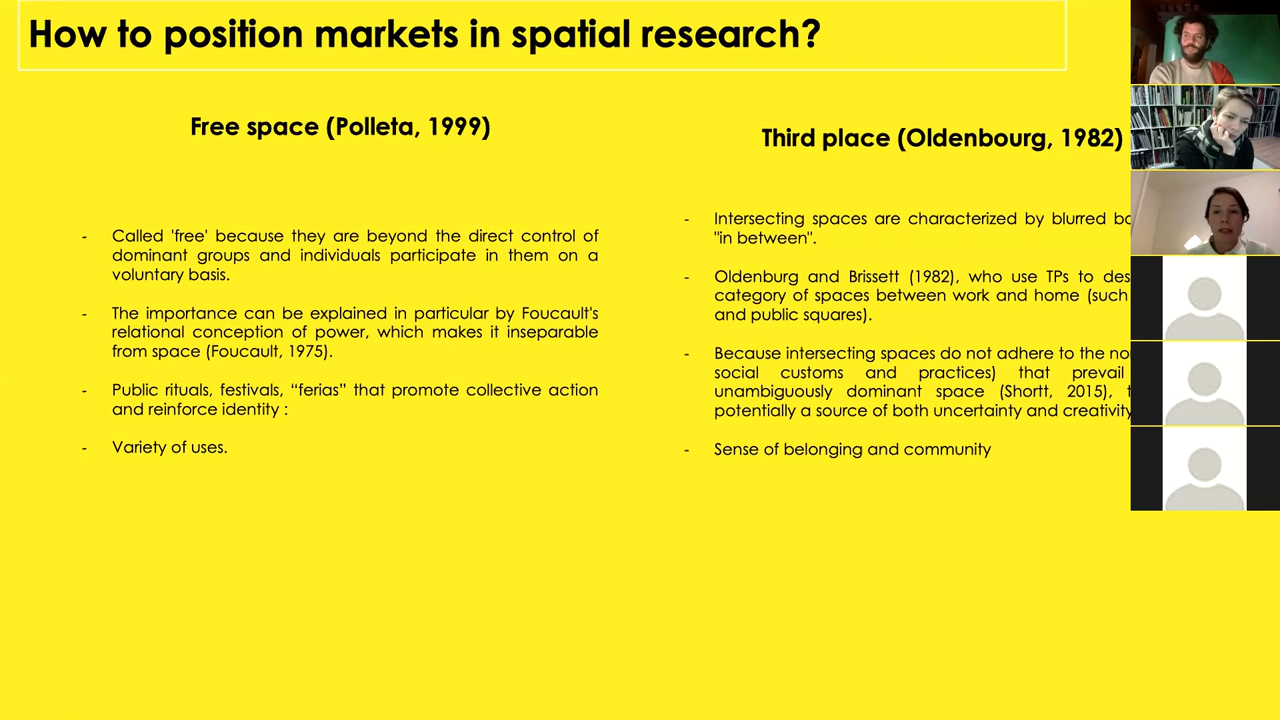 How to position markets in spatial research?
Free space (Polleta, 1999)
- Called 'free' because they are beyond the direct control of
dominant groups and individuals participate in them on a
voluntary basis.
- The importance can be explained in particular by Foucault's
relational conception of power, which makes it inseparable
from space (Foucault, 1975).
- Public rituals, festivals, “ferias” that promote collective action
and reinforce identity :
- Variety of uses.
Third place (Oldenbourg, 1982)
- Intersecting spaces are characterized by blurred
"in between".
- Oldenburg and Brissett (1982), who use TPs to
category of spaces between work and home (such
and public squares).
- Because intersecting spaces do not adhere to the
social customs and practices) that prevail
unambiguously dominant space (Shortt, 2015),
potentially a source of both uncertainty and creativity
- Sense of belonging and community